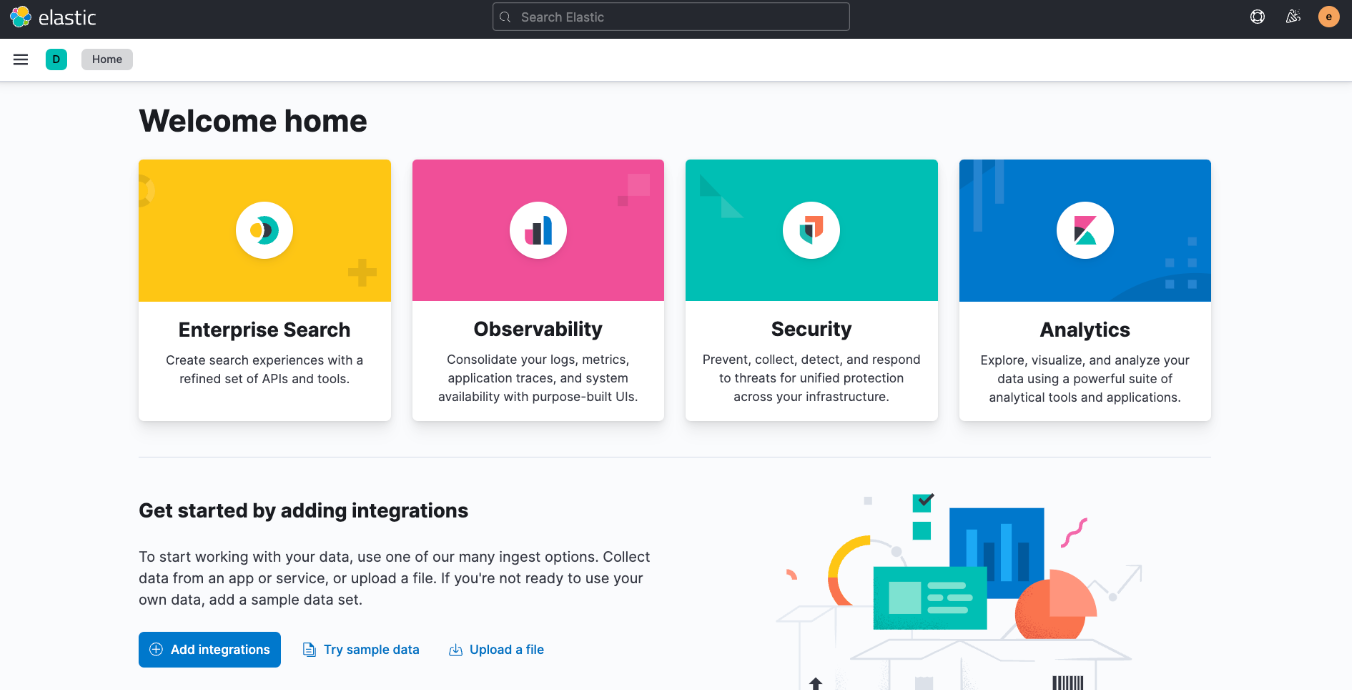 elastic
Search Elastic
e
D
Home
Welcome home
Enterprise Search
Create search experiences with a
refined set of APIs and tools.
Observability
Consolidate your logs, metrics,
application traces, and system
availability with purpose-built UIs.
Security
Prevent, collect, detect, and respond
to threats for unified protection
across your infrastructure.
Analytics
Explore, visualize, and analyze your
data using a powerful suite of
analytical tools and applications.
Get started by adding integrations
To start working with your data, use one of our many ingest options. Collect
data from an app or service, or upload a file. If you're not ready to use your
own data, add a sample data set.
Add integrations
Try sample data
Upload a file